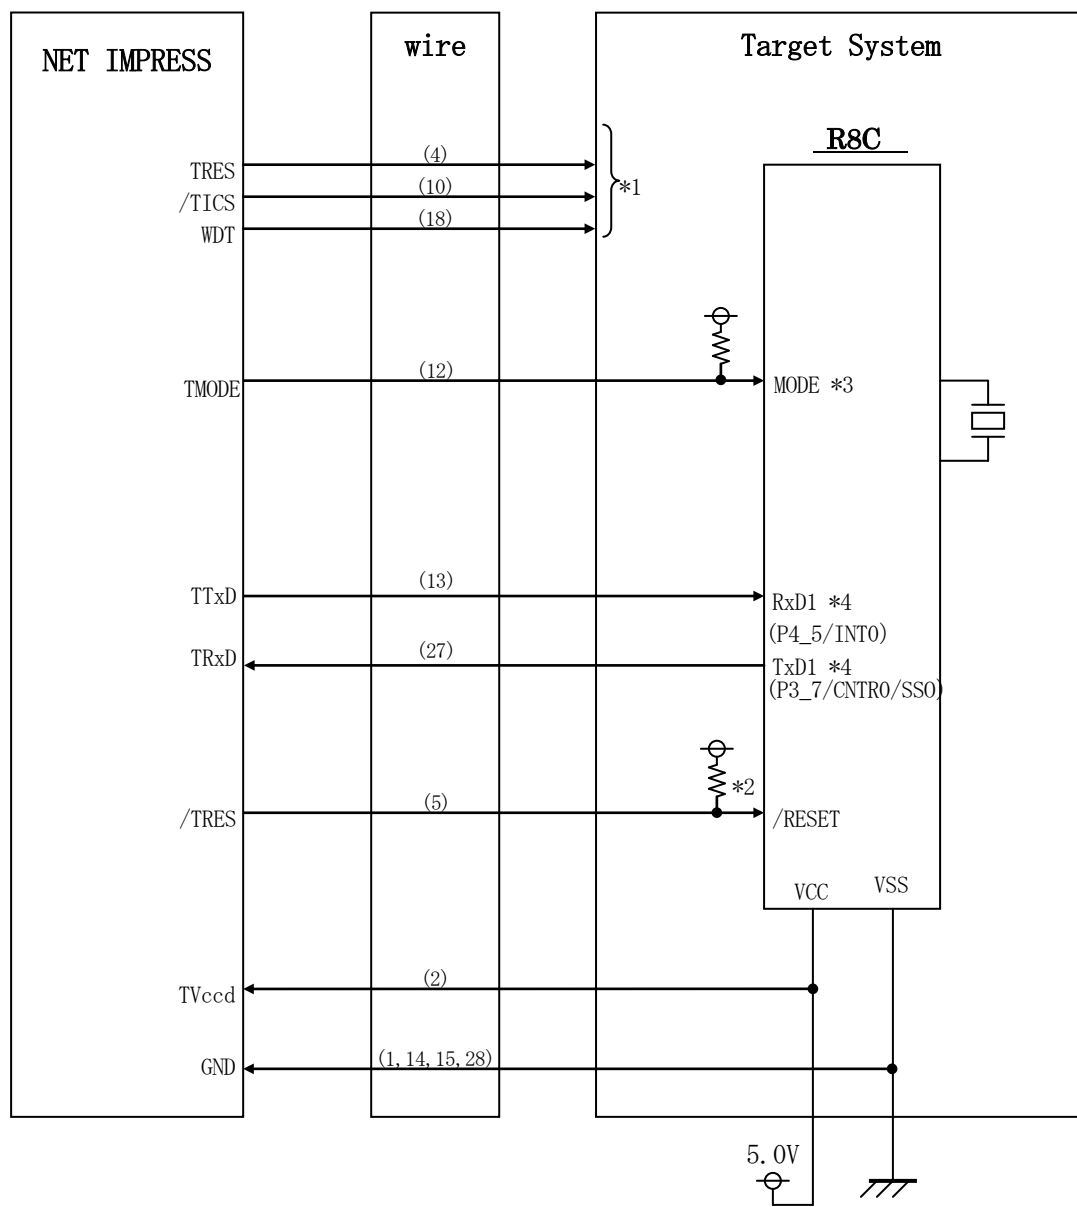 NET IMPRESS
wire
Target System
R8C
TRES
(4)
*1
/TICS
(10)
WDT
(18)
TMODE
(12)
MODE *3
TTxD
(13)
RxD1 *4
(P4_5/INT0)
TRxD
(27)
TxD1 *4
(P3_7/CNTR0/SSO)
*2
/TRES
(5)
/RESET
VCC
VSS
TVccd
(2)
GND
(1,14,15,28)
5.0V